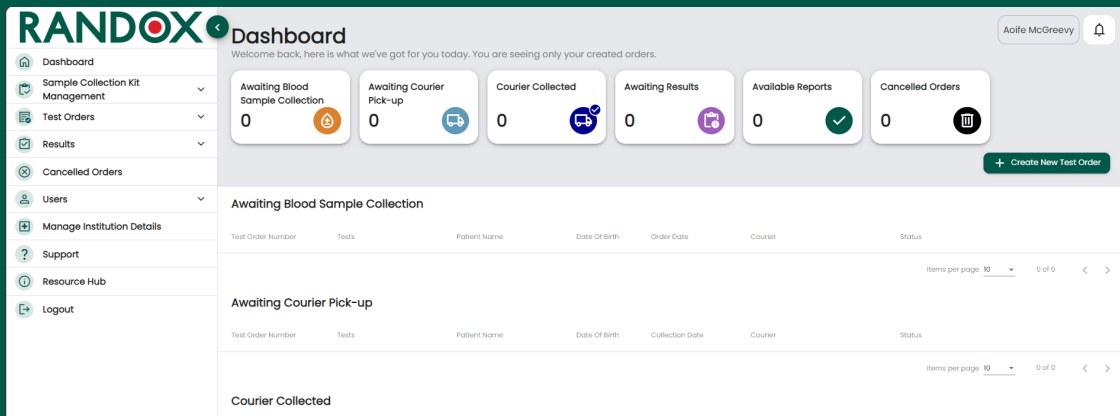 RANDOX
Dashboard
Sample Collection Kit
Management
Test Orders
Results
Cancelled Orders
Users
Manage Institution Details
Support
Resource Hub
Logout
Dashboard
Welcome back, here is what we've got for you today. You are seeing only your created orders.
Aoife McGreevy
Awaiting Blood
Sample Collection
0
Awaiting Courier
Pick-up
0
Courier Collected
0
Awaiting Results
0
Available Reports
0
Cancelled Orders
0
+ Create New Test Order
Awaiting Blood Sample Collection
Test Order Number Tests Patient Name Date Of Birth Order Date Courier Status
Items per page 10 0 of 0
Awaiting Courier Pick-up
Test Order Number Tests Patient Name Date Of Birth Collection Date Courier Status
Items per page 10 0 of 0
Courier Collected